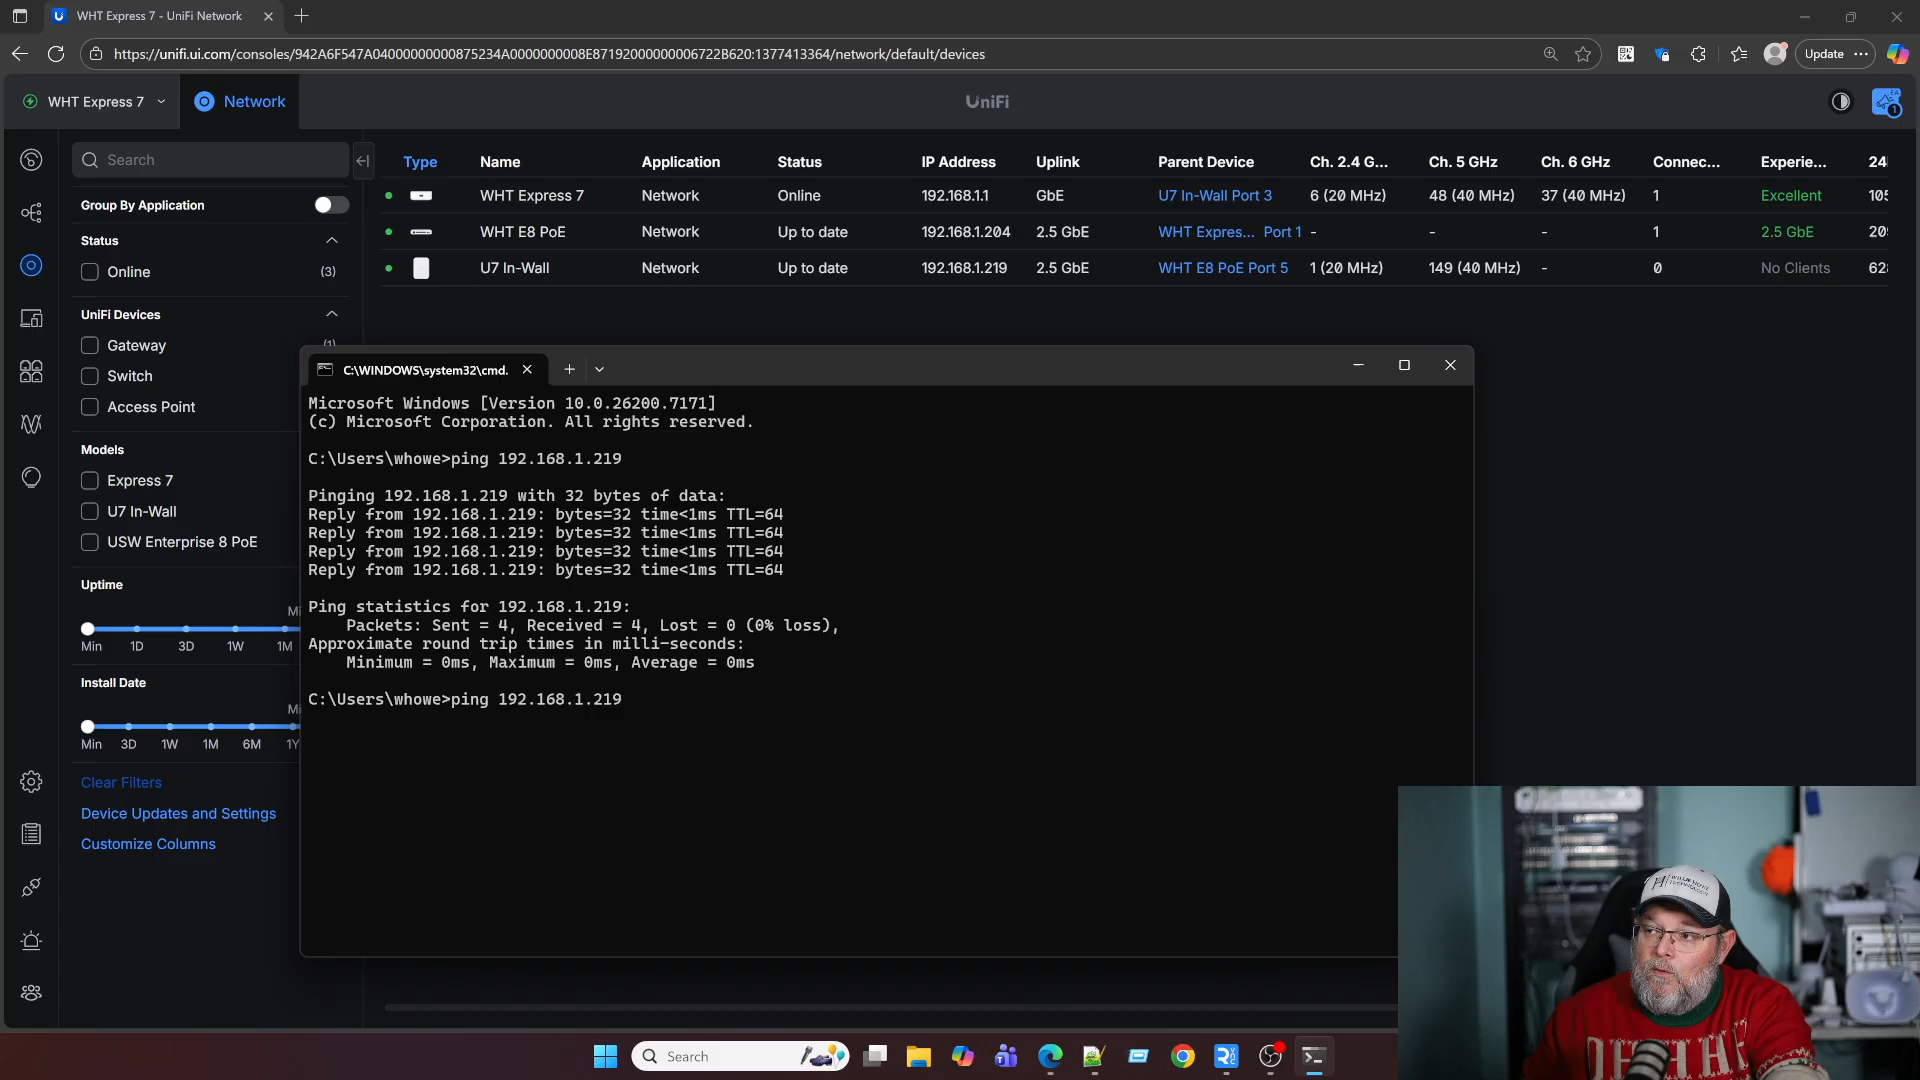 WHT Express 7 - UniFi Network
https://unifi.ui.com/consoles/942A6F547A04000000000875234A0000000008E87192000000006722B620:1377413364/network/default/devices
Update
WHT Express 7
Network
UniFi
EA
1
Search
Type Name Application Status IP Address Uplink Parent Device Ch. 2.4 G... Ch. 5 GHz Ch. 6 GHz Connec... Experie... 24
WHT Express 7 Network Online 192.168.1.1 GbE U7 In-Wall Port 3 6 (20 MHz) 48 (40 MHz) 37 (40 MHz) 1 Excellent 105
WHT E8 PoE Network Up to date 192.168.1.204 2.5 GbE WHT Expres... Port 1 - - - 1 2.5 GbE 209
U7 In-Wall Network Up to date 192.168.1.219 2.5 GbE WHT E8 PoE Port 5 1 (20 MHz) 149 (40 MHz) - 0 No Clients 628
Group By Application
Status
Online (3)
UniFi Devices
Gateway (1)
Switch
Access Point
Models
Express 7
U7 In-Wall
USW Enterprise 8 PoE
Uptime
Mi
Min 1D 3D 1W 1M
Install Date
Mi
Min 3D 1W 1M 6M 1Y
Clear Filters
Device Updates and Settings
Customize Columns
C:\WINDOWS\system32\cmd.
Microsoft Windows [Version 10.0.26200.7171]
(c) Microsoft Corporation. All rights reserved.
C:\Users\whowe>ping 192.168.1.219
Pinging 192.168.1.219 with 32 bytes of data:
Reply from 192.168.1.219: bytes=32 time<1ms TTL=64
Reply from 192.168.1.219: bytes=32 time<1ms TTL=64
Reply from 192.168.1.219: bytes=32 time<1ms TTL=64
Reply from 192.168.1.219: bytes=32 time<1ms TTL=64
Ping statistics for 192.168.1.219:
Packets: Sent = 4, Received = 4, Lost = 0 (0% loss),
Approximate round trip times in milli-seconds:
Minimum = 0ms, Maximum = 0ms, Average = 0ms
C:\Users\whowe>ping 192.168.1.219
Search